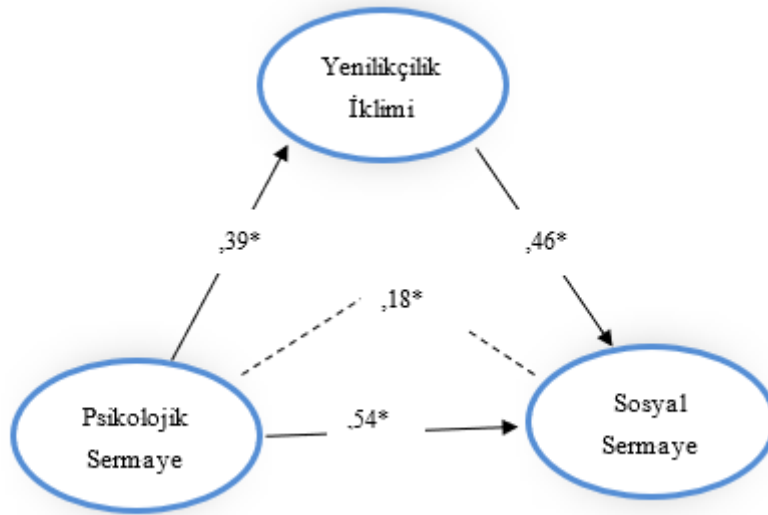 Yenilikçilik
İklimi
,39*
,46*
,18*
Psikolojik
Sermaye
,54*
Sosyal
Sermaye